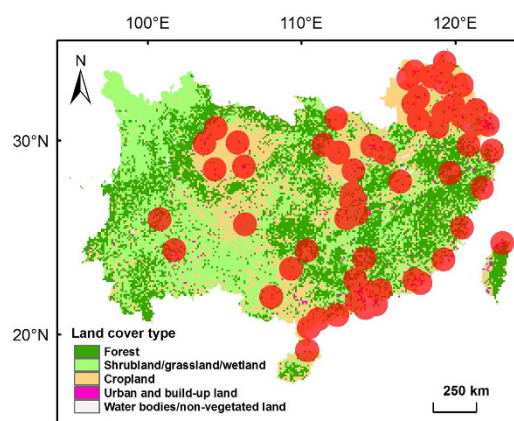 100°E 110°E 120°E
N
30°N
20°N
Land cover type
Forest
Shrubland/grassland/wetland
Cropland
Urban and build-up land
Water bodies/non-vegetated land
250 km